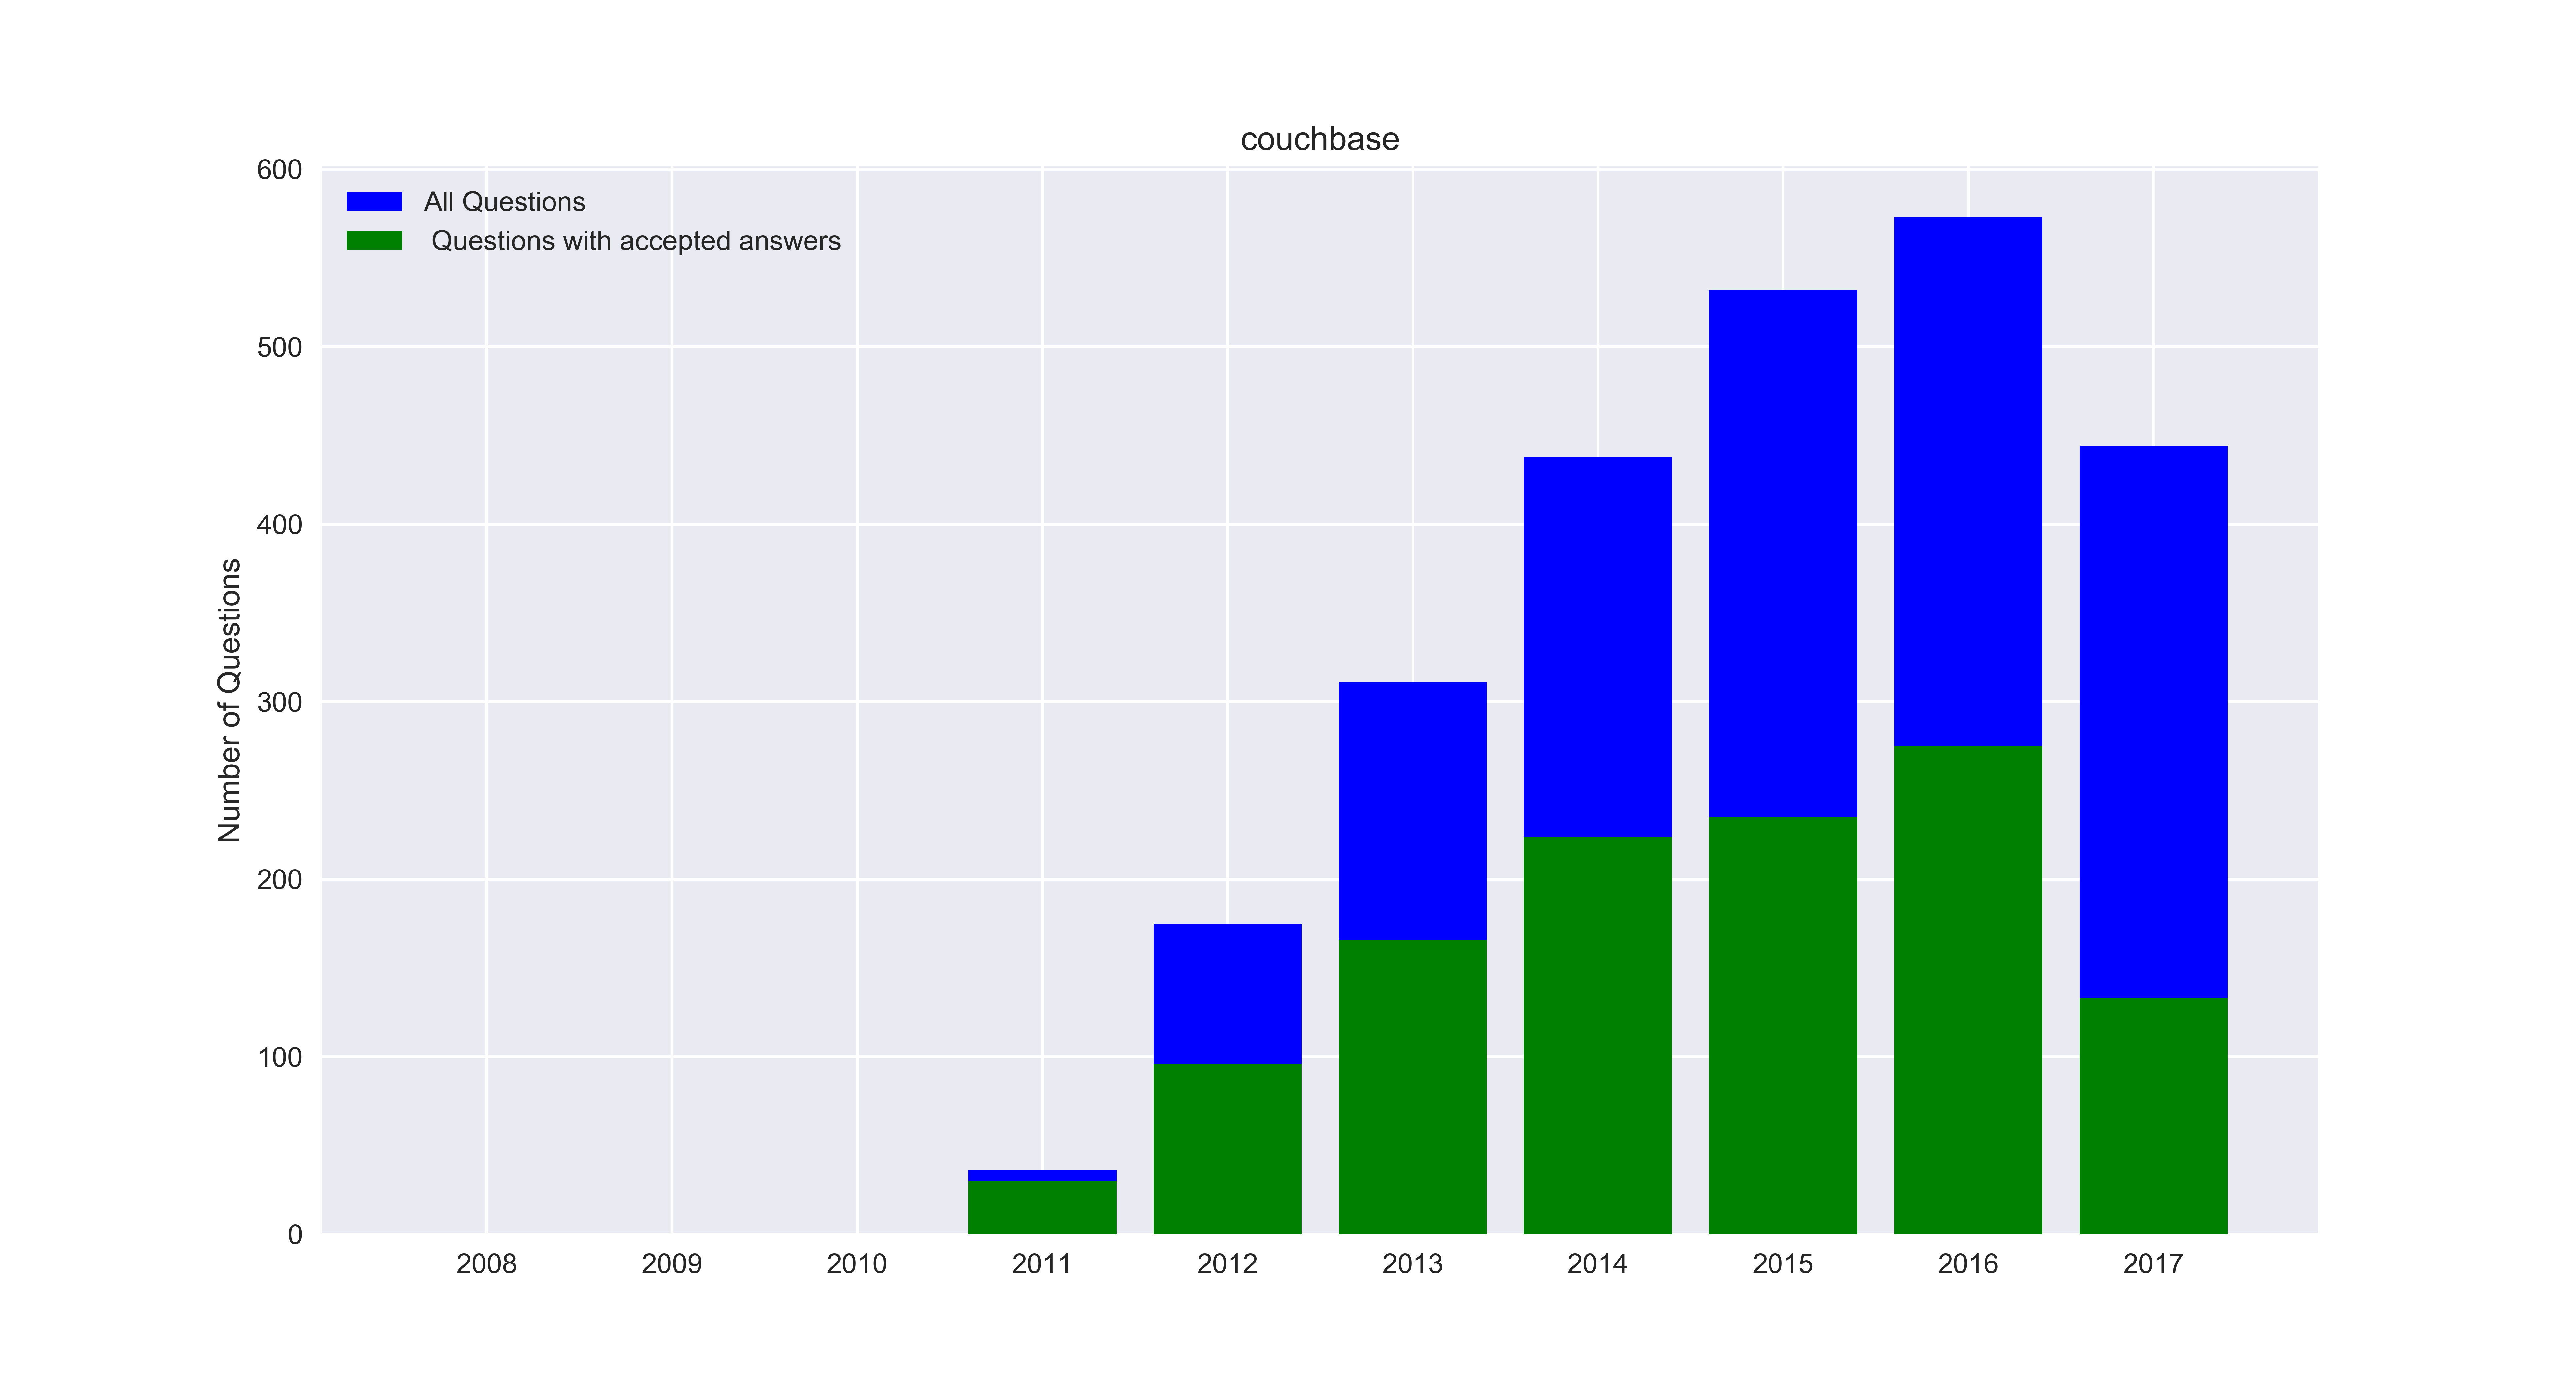 couchbase
All Questions
Questions with accepted answers
Number of Questions
600
500
400
300
200
100
0
2008 2009 2010 2011 2012 2013 2014 2015 2016 2017